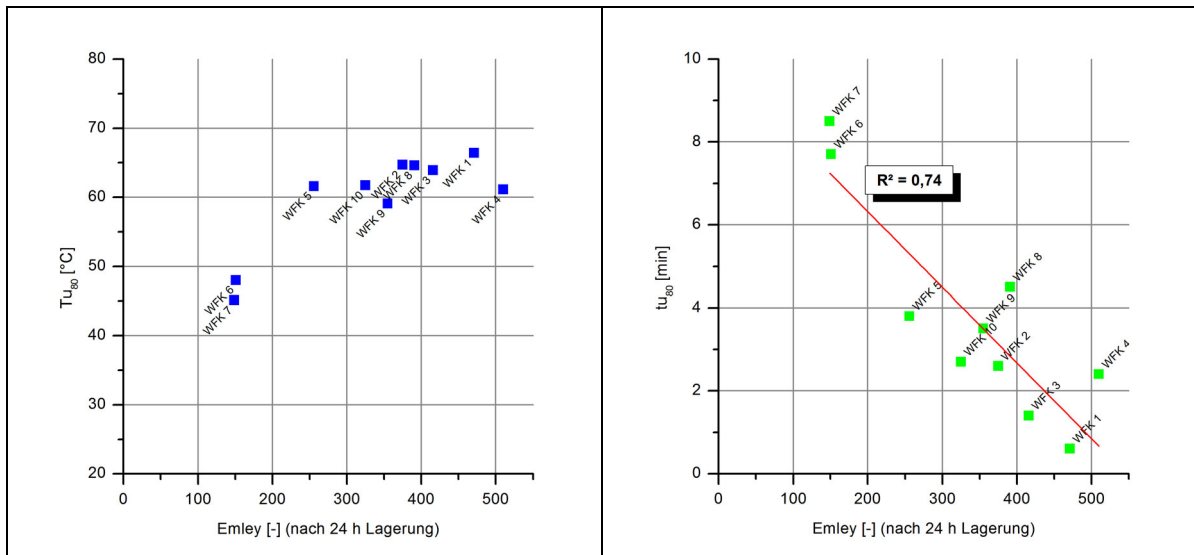 80
70
60
50
40
30
20
Tu80 [°C]
WFK 1
WFK 2
WFK 8
WFK 3
WFK 5
WFK 10
WFK 4
WFK 9
WFK 6
WFK 7
0 100 200 300 400 500
Emley [-] (nach 24 h Lagerung)
10
8
6
4
2
0
tu80 [min]
WFK 7
WFK 6
R² = 0,74
WFK 8
WFK 5
WFK 9
WFK 10
WFK 2
WFK 4
WFK 3
WFK 1
0 100 200 300 400 500
Emley [-] (nach 24 h Lagerung)